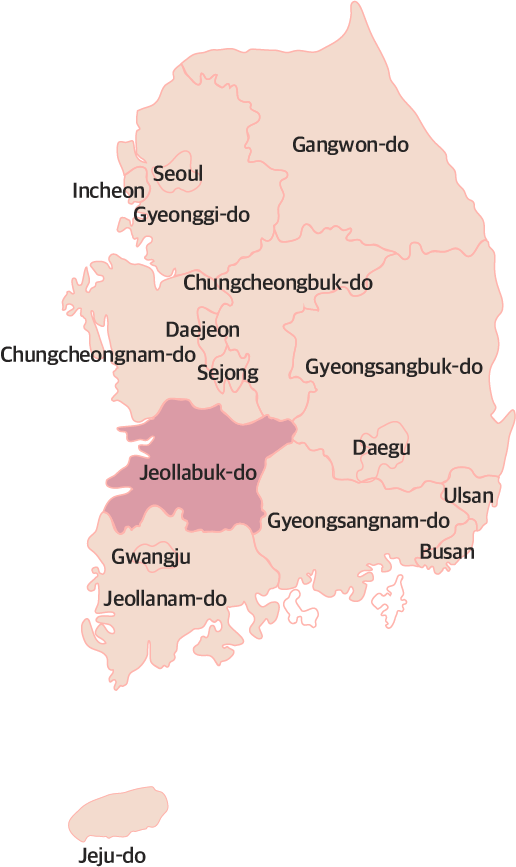 Gangwon-do
Seoul
Incheon
Gyeonggi-do
Chungcheongbuk-do
Daejeon
Chungcheongnam-do
Gyeongsangbuk-do
Sejong
Daegu
Jeollabuk-do
Ulsan
Gyeongsangnam-do
Busan
Gwangju
Jeollanam-do
Jeju-do